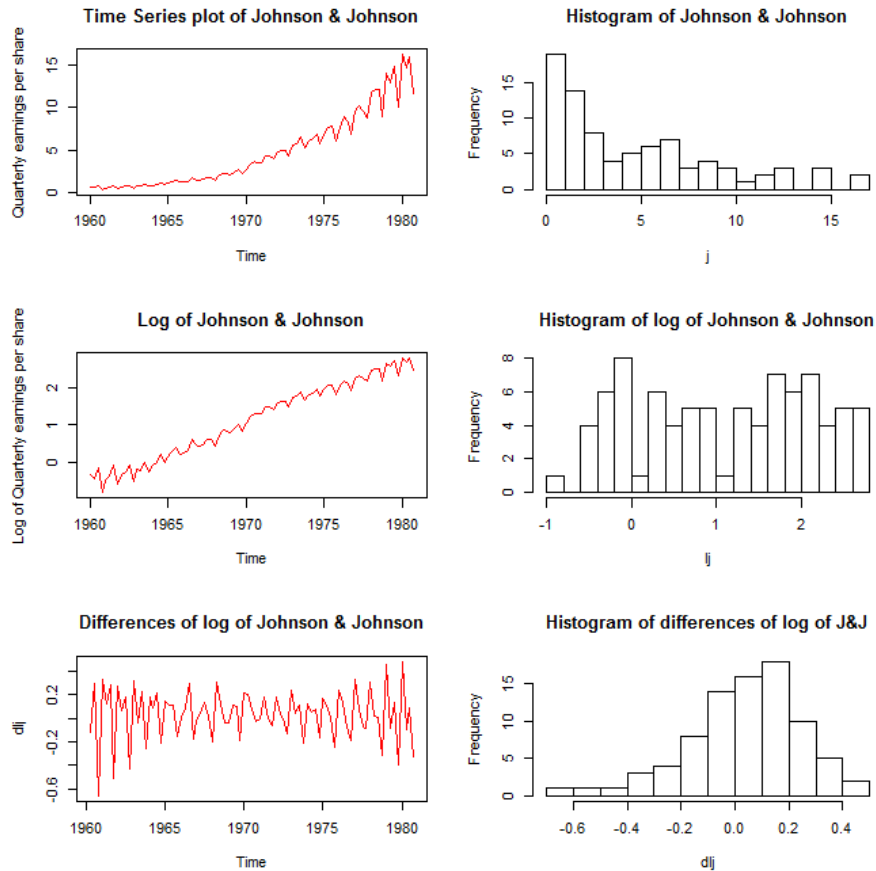 Time Series plot of Johnson & Johnson
Quarterly earnings per share
15
10
5
0
1960 1965 1970 1975 1980
Time
Histogram of Johnson & Johnson
Frequency
15
10
5
0
0 5 10 15
j
Log of Johnson & Johnson
Log of Quarterly earnings per share
2
1
0
1960 1965 1970 1975 1980
Time
Histogram of log of Johnson & Johnson
Frequency
8
6
4
2
0
-1 0 1 2
lj
Differences of log of Johnson & Johnson
dlj
0.2
-0.2
-0.6
1960 1965 1970 1975 1980
Time
Histogram of differences of log of J&J
Frequency
15
10
5
0
-0.6 -0.4 -0.2 0.0 0.2 0.4
dlj